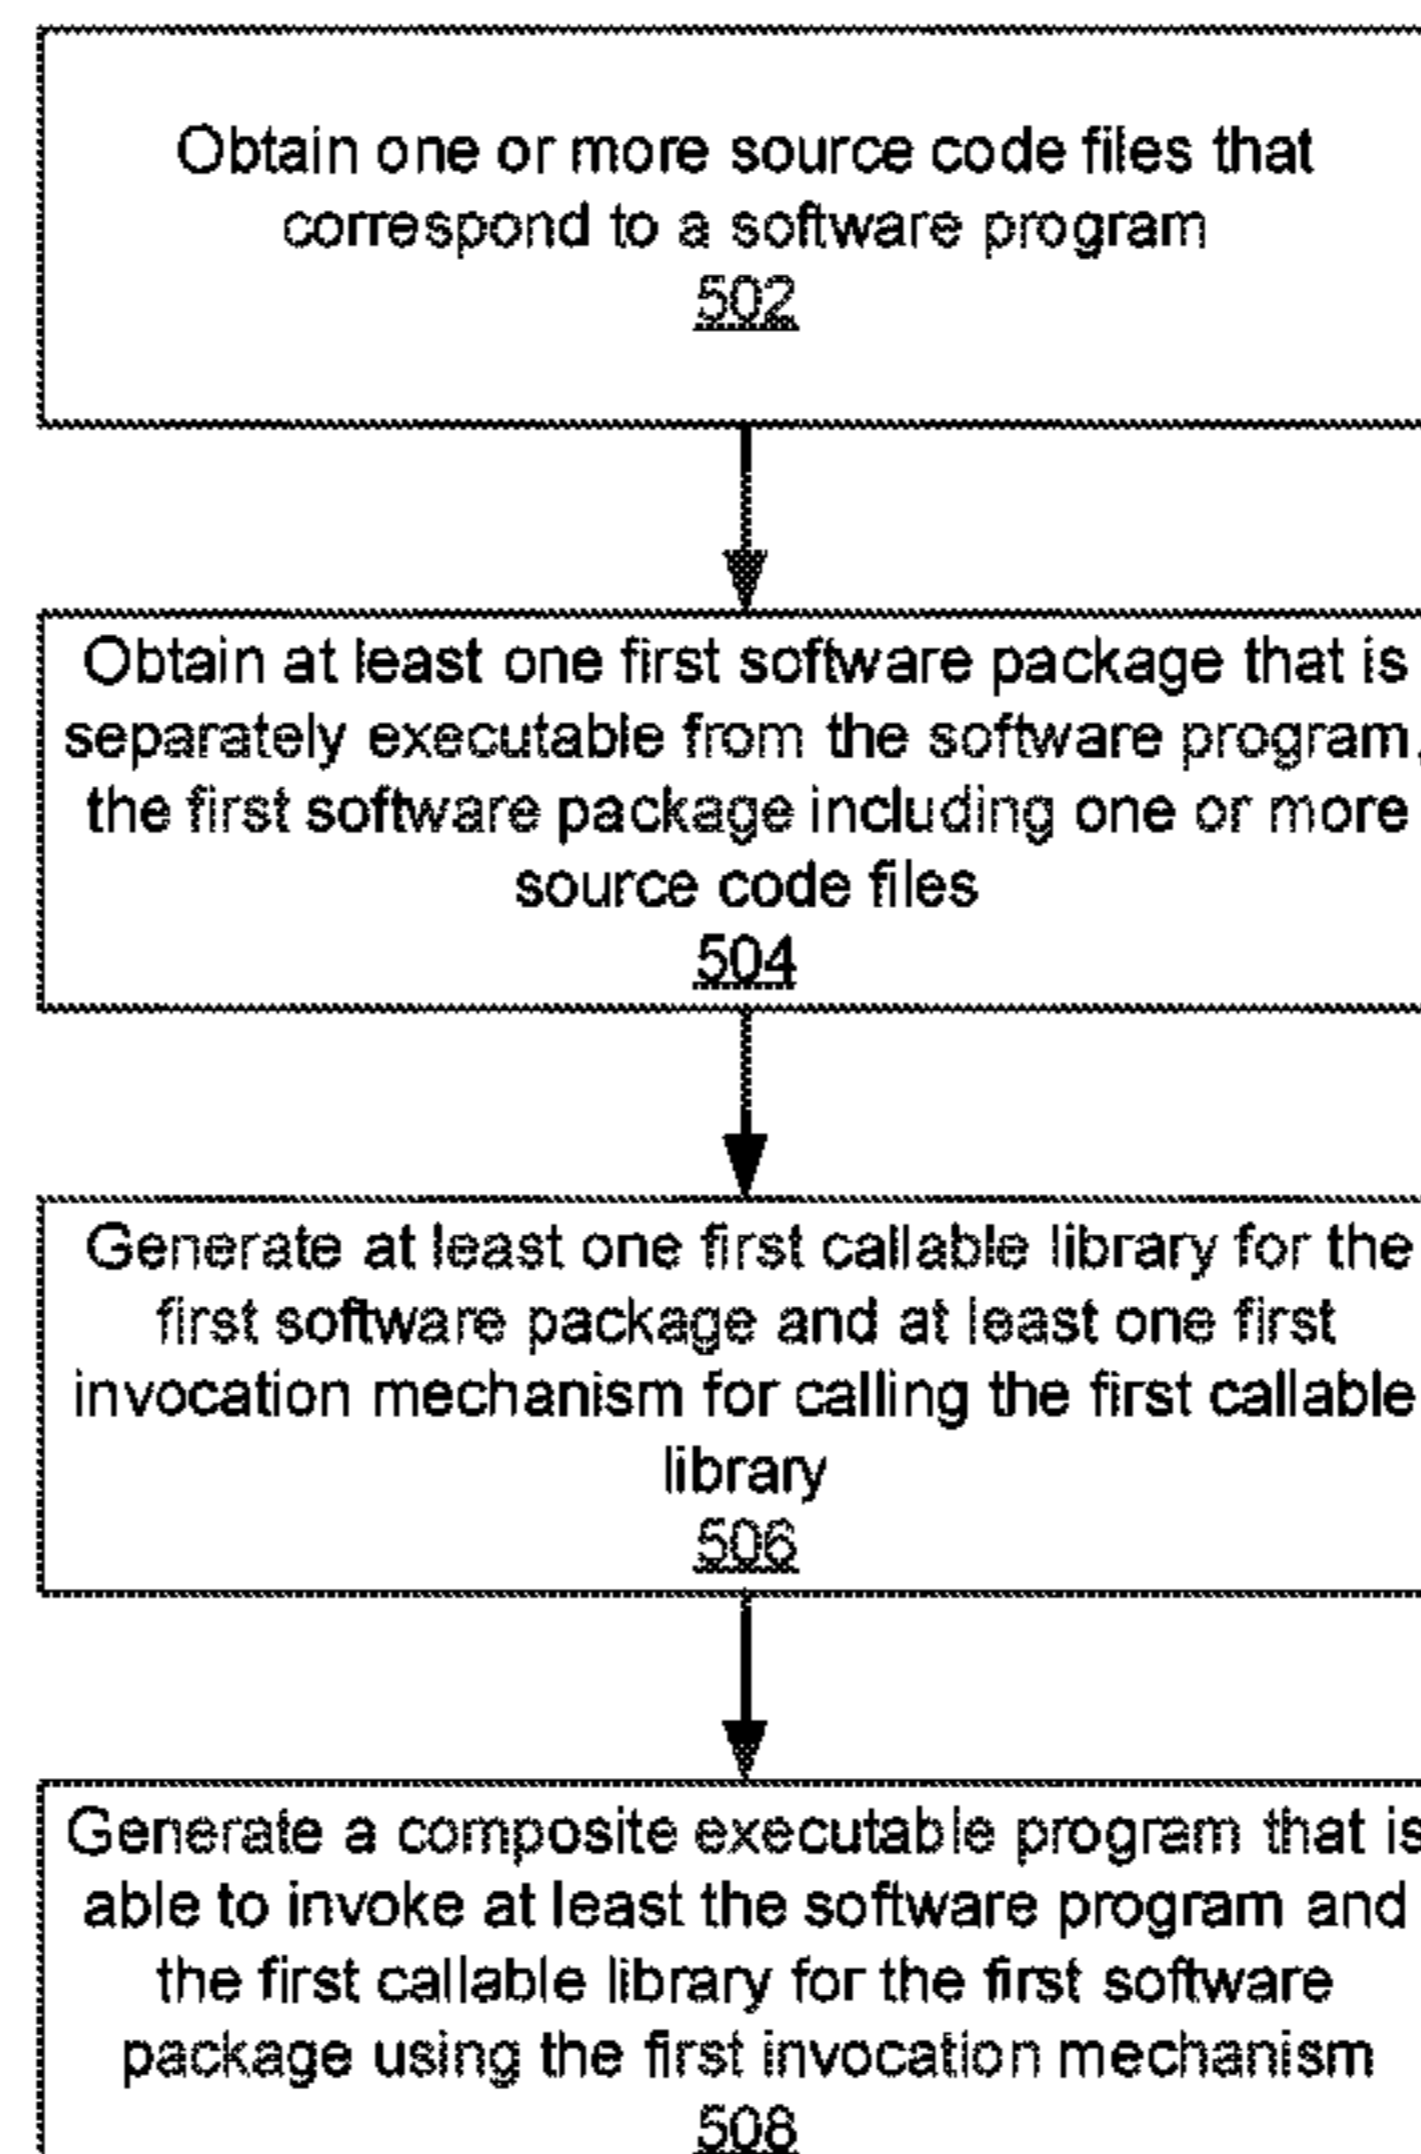 Obtain one or more source code files that
correspond to a software program
502
Obtain at least one first software package that is
separately executable from the software program,
the first software package including one or more
source code files
504
Generate at least one first callable library for the
first software package and at least one first
invocation mechanism for calling the first callable
library
506
Generate a composite executable program that is
able to invoke at least the software program and
the first callable library for the first software
package using the first invocation mechanism
508